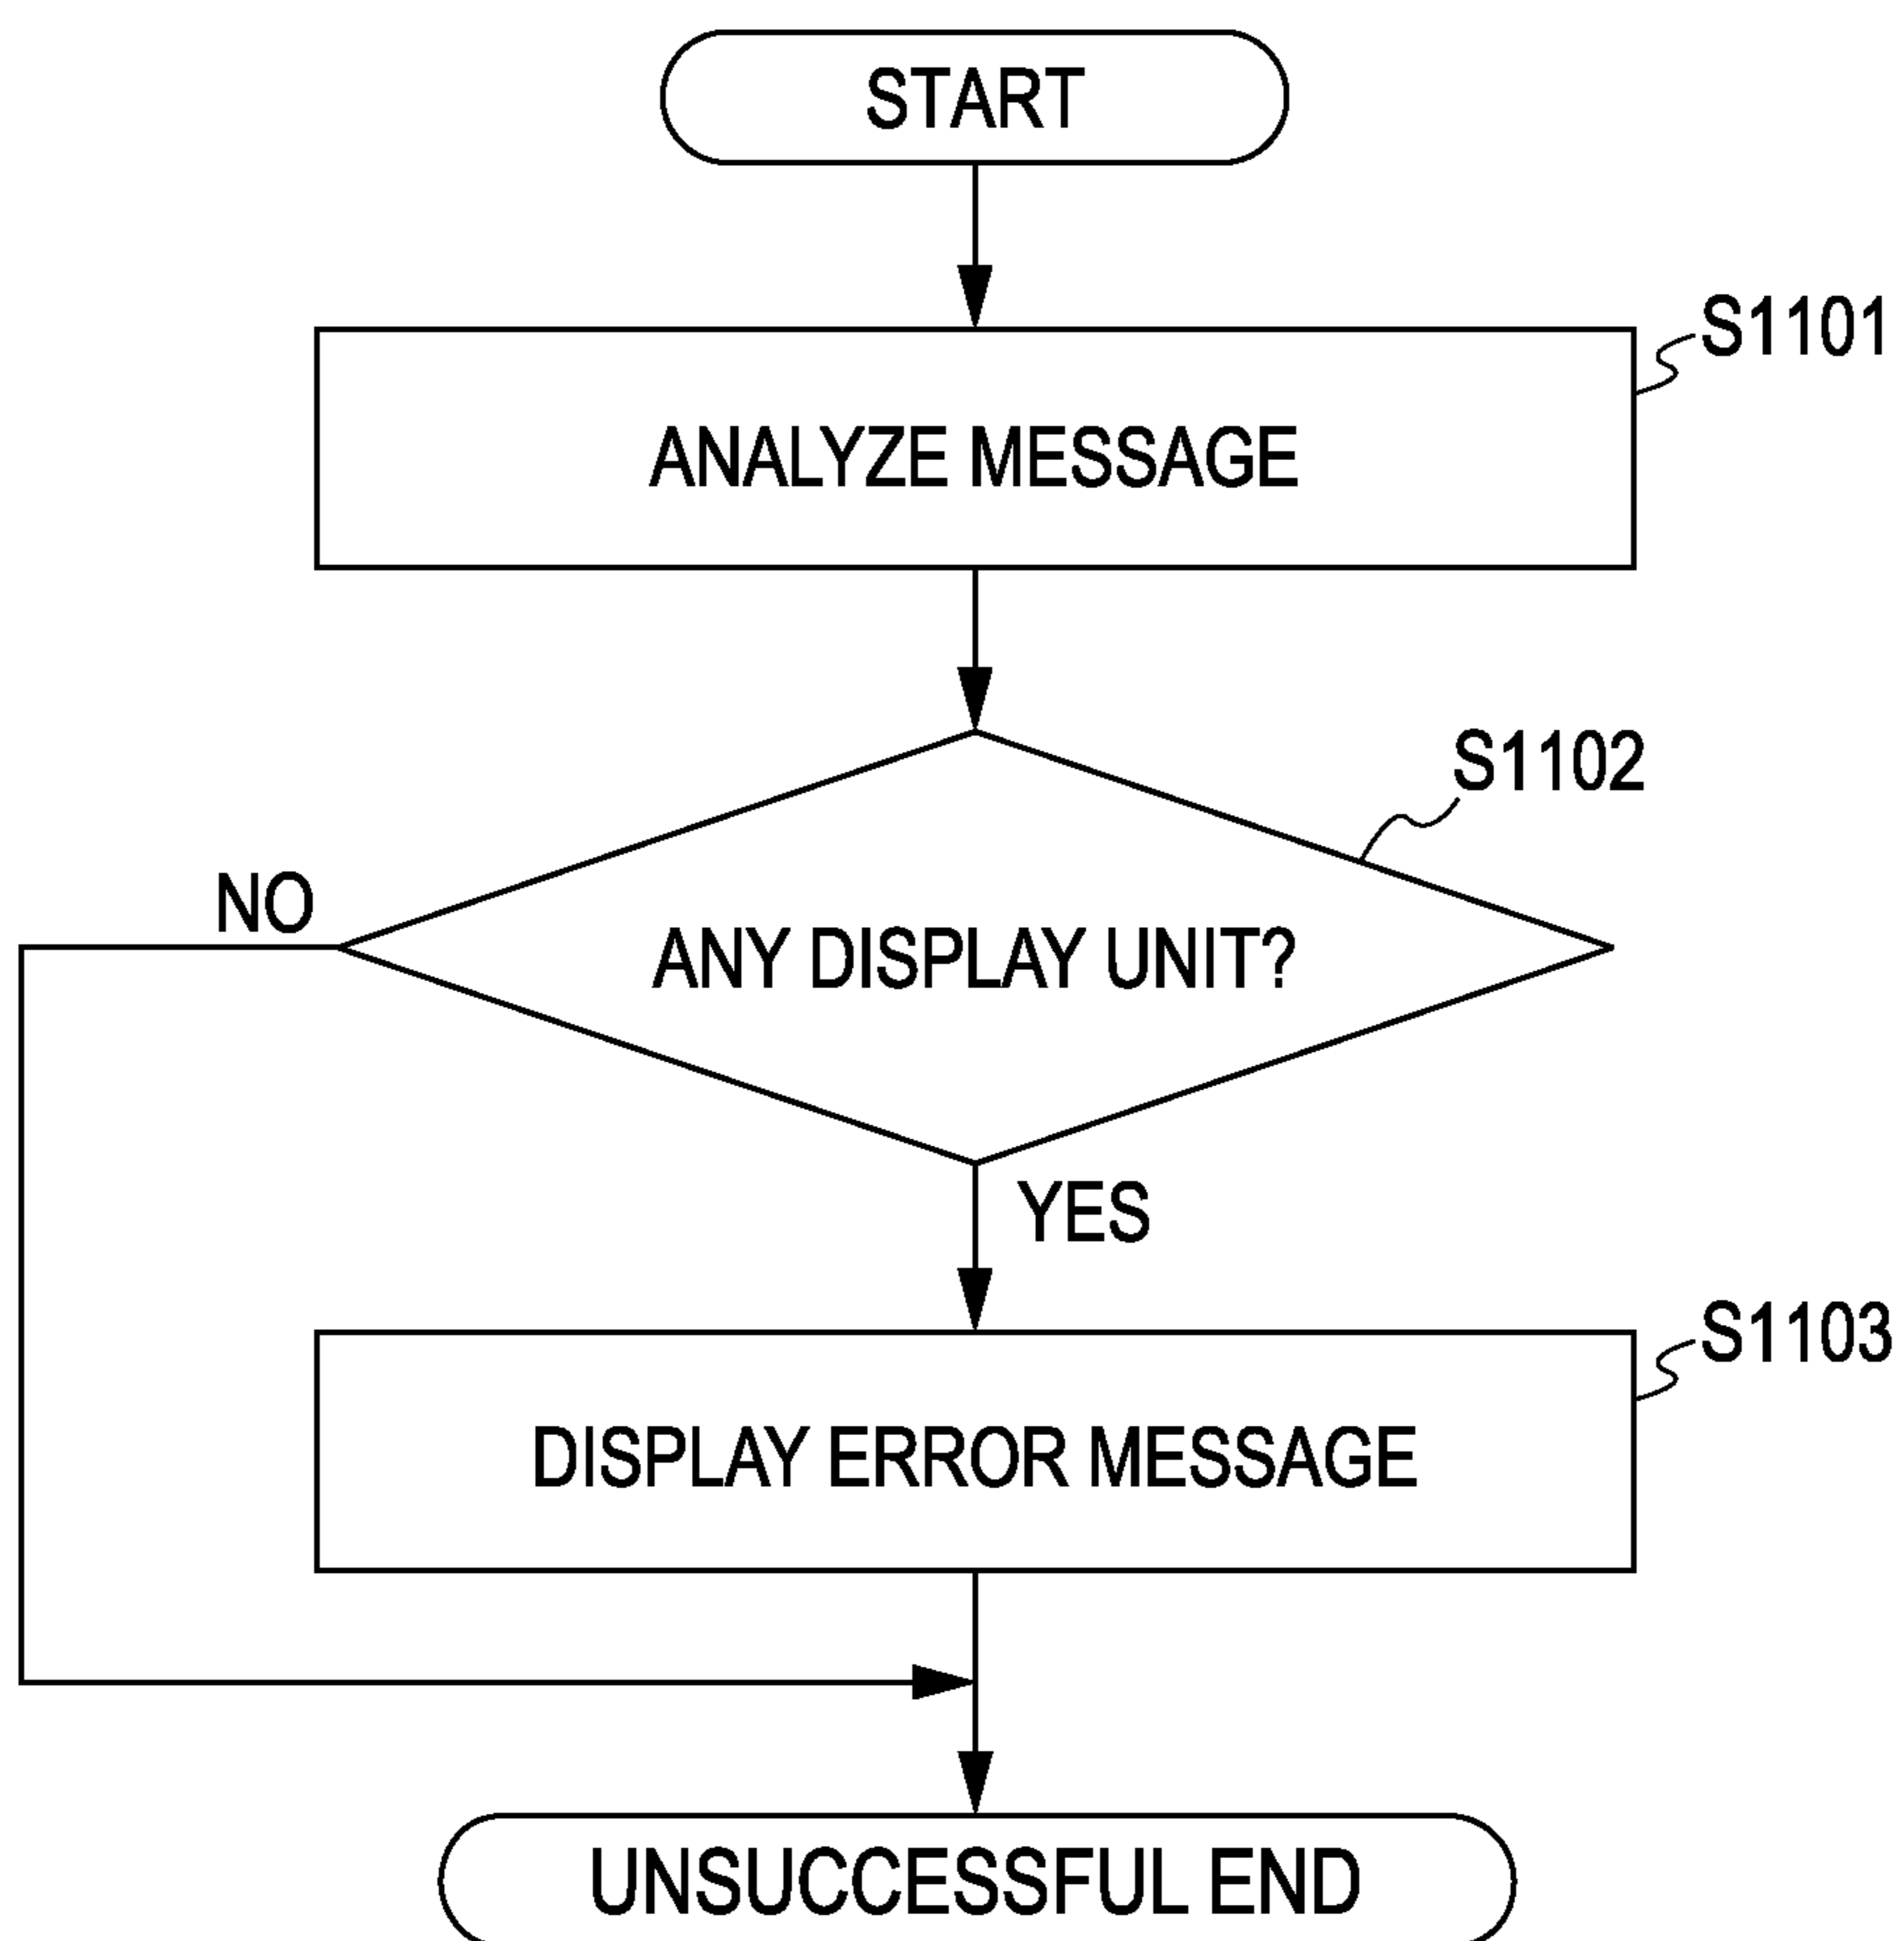 START
S1101
ANALYZE MESSAGE
S1102
NO
ANY DISPLAY UNIT?
YES
S1103
DISPLAY ERROR MESSAGE
UNSUCCESSFUL END